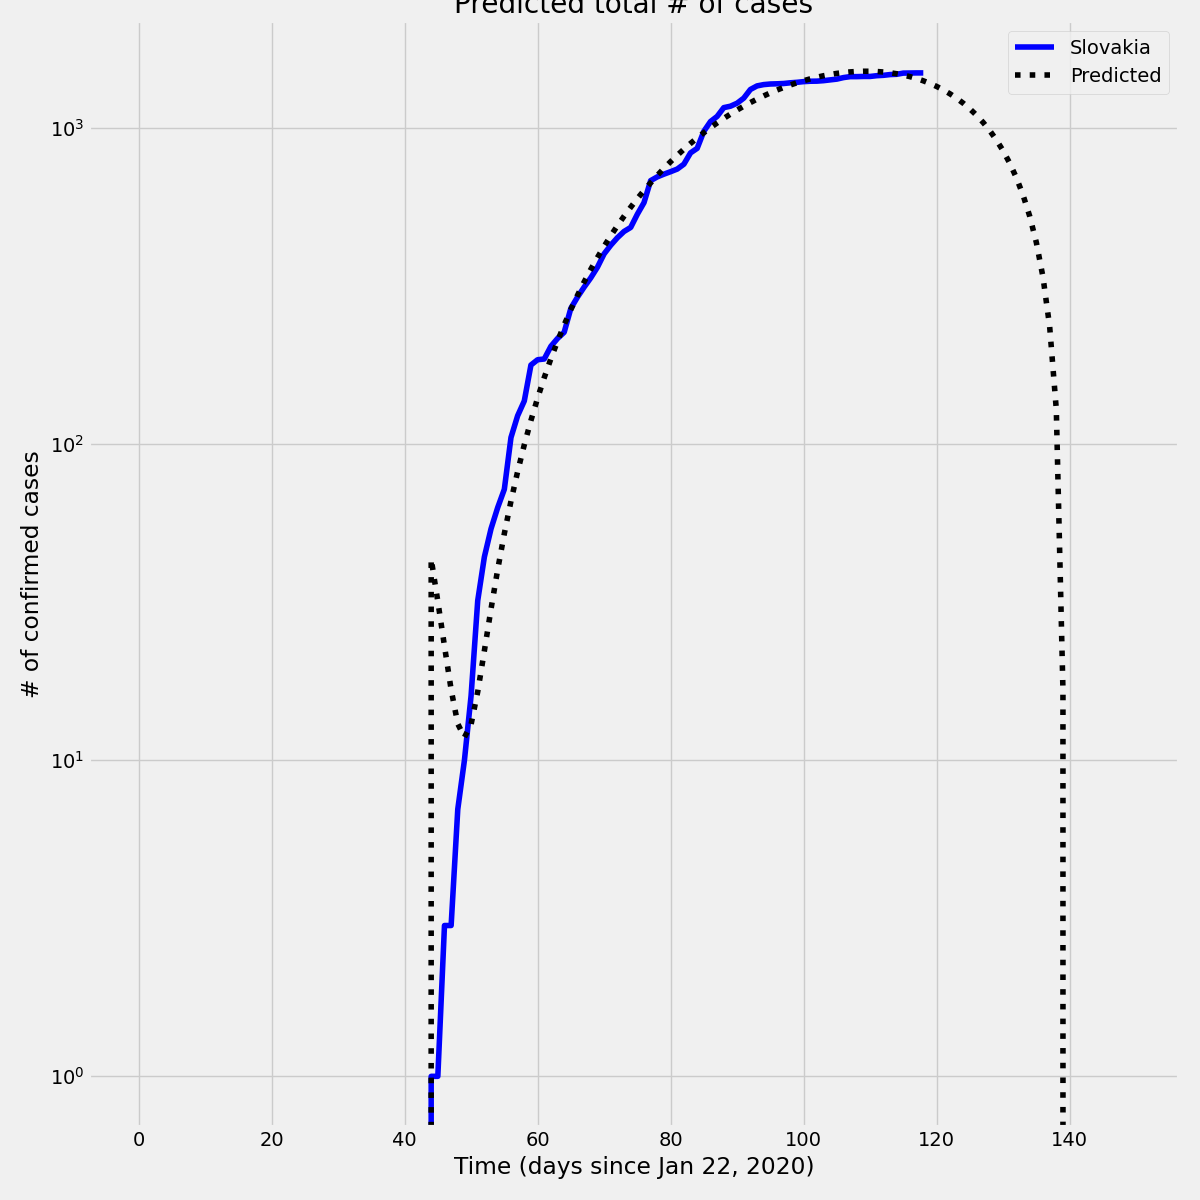 Predicted total # of cases
Slovakia
Predicted
10³
10²
10¹
10⁰
# of confirmed cases
0 20 40 60 80 100 120 140
Time (days since Jan 22, 2020)